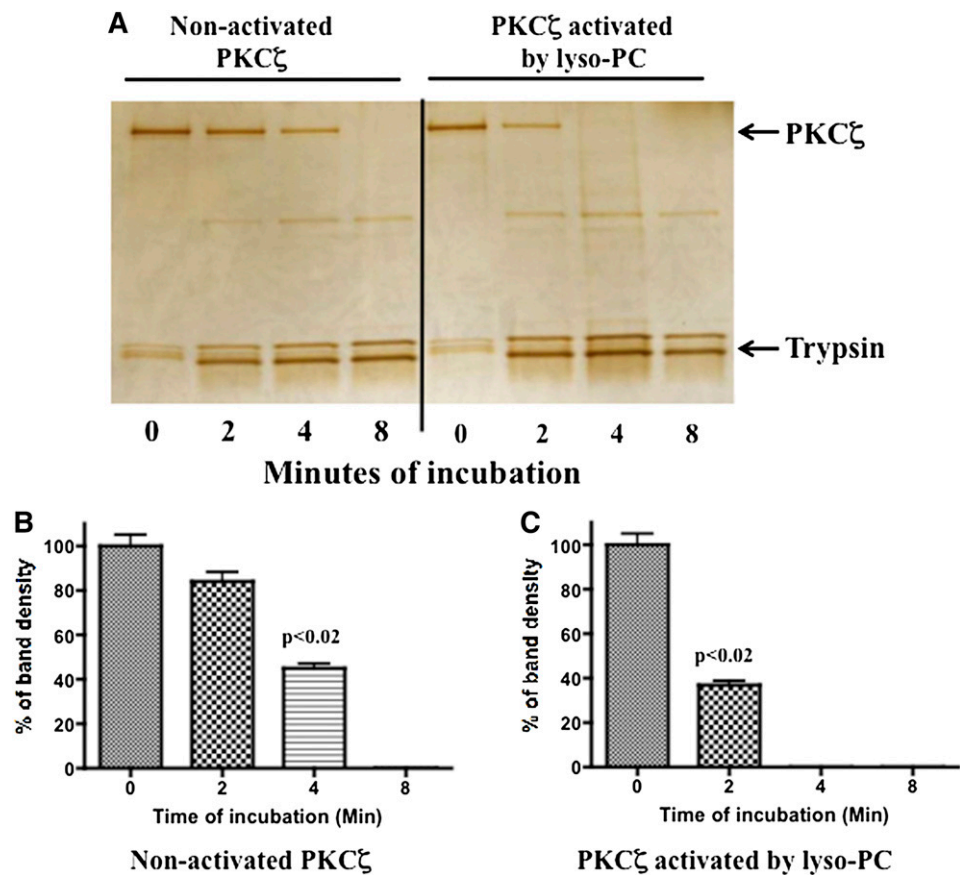 A
Non-activated
PKCζ
PKCζ activated
by lyso-PC
PKCζ
Trypsin
0 2 4 8 0 2 4 8
Minutes of incubation
B
% of band density
100
80
60
40
20
0
p<0.02
0 2 4 8
Time of incubation (Min)
Non-activated PKCζ
C
% of band density
100
80
60
40
20
0
p<0.02
0 2 4 8
Time of incubation (Min)
PKCζ activated by lyso-PC